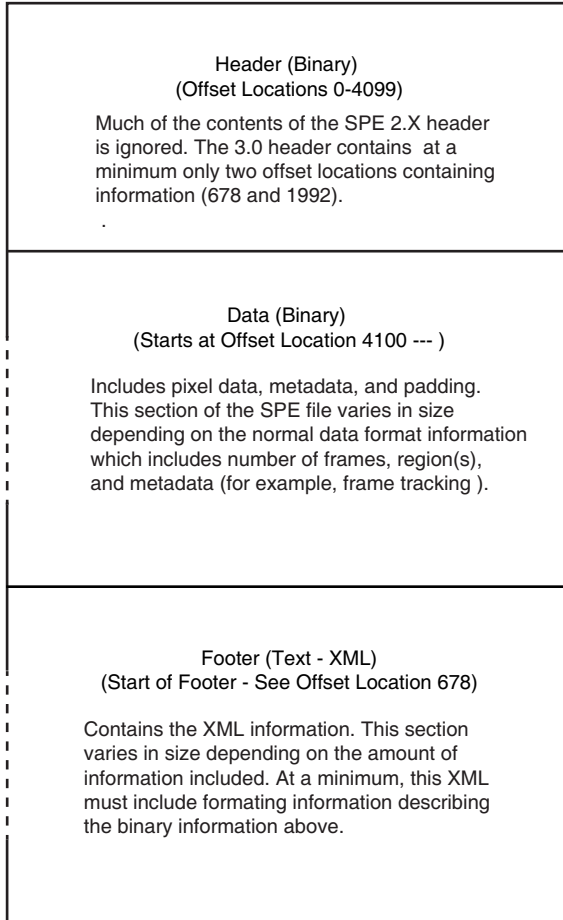 Header (Binary)
(Offset Locations 0-4099)
Much of the contents of the SPE 2.X header
is ignored. The 3.0 header contains  at a
minimum only two offset locations containing
information (678 and 1992).
.
Data (Binary)
(Starts at Offset Location 4100 --- )
Includes pixel data, metadata, and padding.
This section of the SPE file varies in size
depending on the normal data format information
which includes number of frames, region(s),
and metadata (for example, frame tracking ).
Footer (Text - XML)
(Start of Footer - See Offset Location 678)
Contains the XML information. This section
varies in size depending on the amount of
information included. At a minimum, this XML
must include formating information describing
the binary information above.